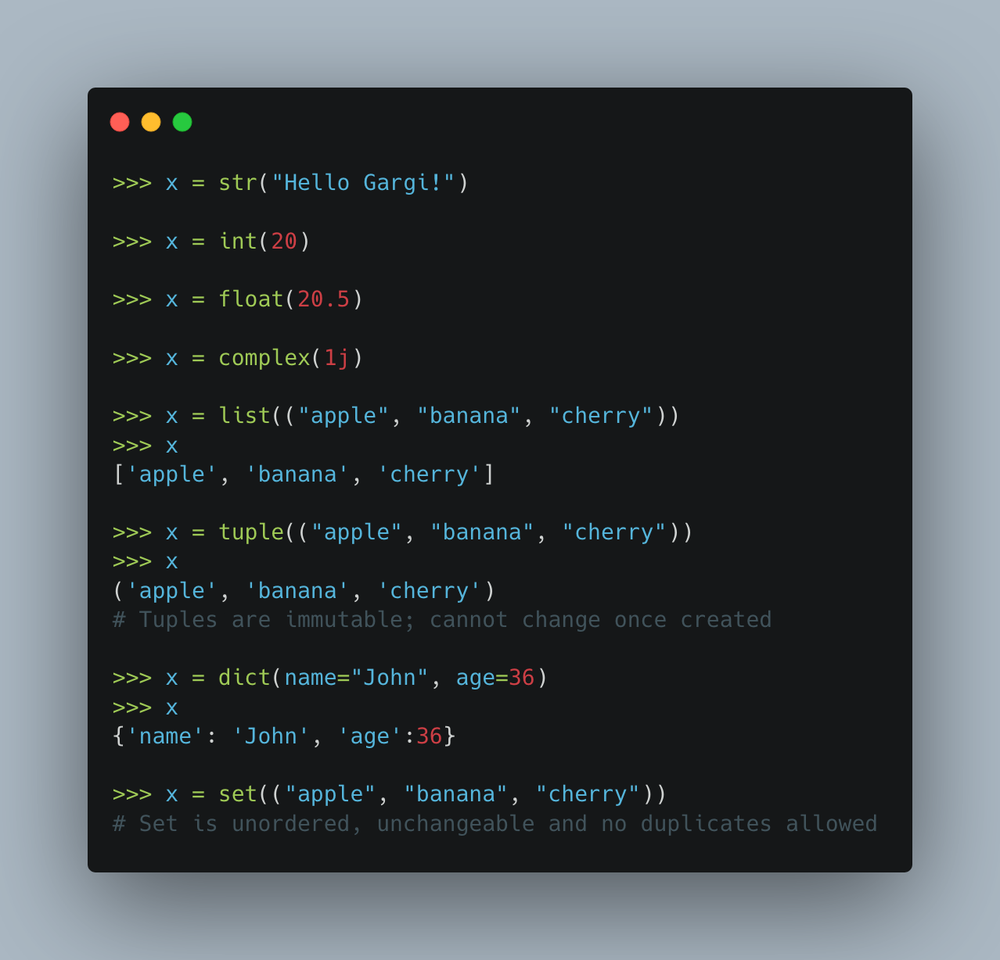 >>> x = str("Hello Gargi!")
>>> x = int(20)
>>> x = float(20.5)
>>> x = complex(1j)
>>> x = list(("apple", "banana", "cherry"))
>>> x
['apple', 'banana', 'cherry']
>>> x = tuple(("apple", "banana", "cherry"))
>>> x
('apple', 'banana', 'cherry')
# Tuples are immutable; cannot change once created
>>> x = dict(name="John", age=36)
>>> x
{'name': 'John', 'age':36}
>>> x = set(("apple", "banana", "cherry"))
# Set is unordered, unchangeable and no duplicates allowed